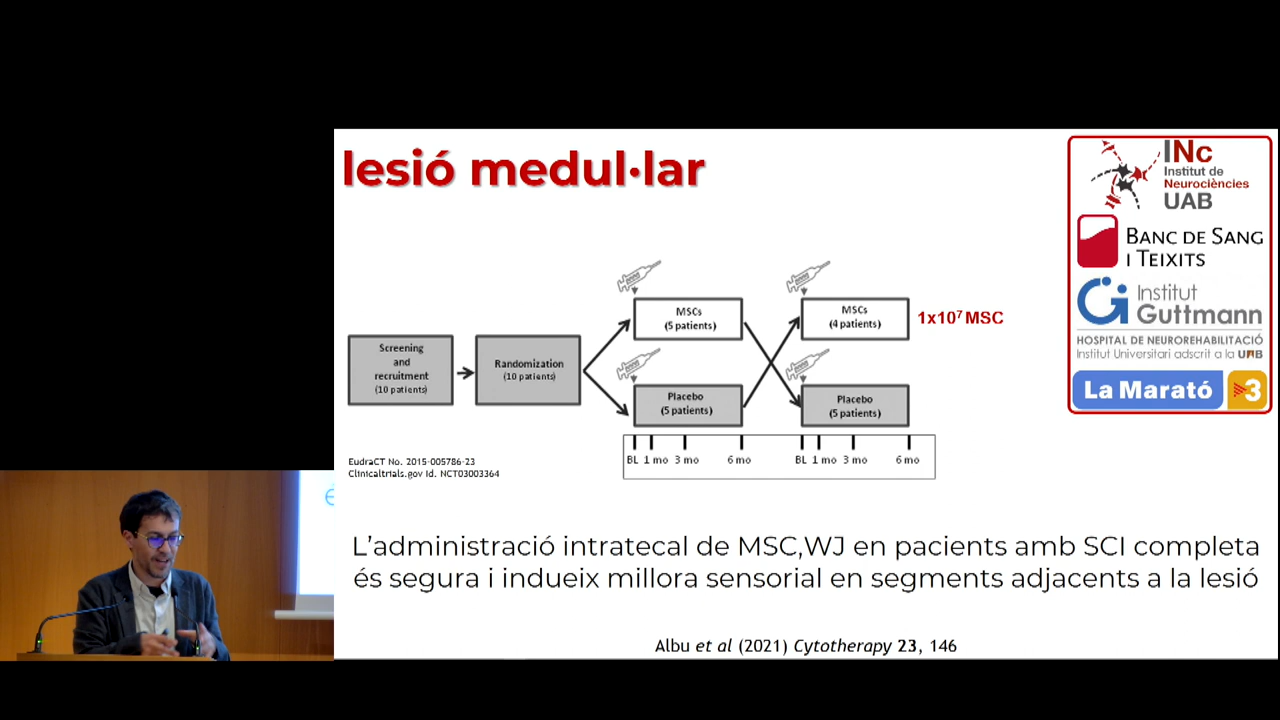 lesió medul·lar
INc
Institut de
Neurociències
UAB
BANC DE SANG
I TEIXITS
Institut
Guttmann
HOSPITAL DE NEUROREHABILITACIÓ
Institut Universitari adscrit a la UAB
La Marató 3
Screening
and
recruitment
(10 patients)
Randomization
(10 patients)
MSCs
(5 patients)
Placebo
(5 patients)
MSCs
(4 patients)
Placebo
(5 patients)
1x10⁷ MSC
BL 1 mo 3 mo 6 mo BL 1 mo 3 mo 6 mo
EudraCT No. 2015-005786-23
Clinicaltrials.gov Id. NCT03003364
L'administració intratecal de MSC,WJ en pacients amb SCI completa
és segura i indueix millora sensorial en segments adjacents a la lesió
Albu et al (2021) Cytotherapy 23, 146